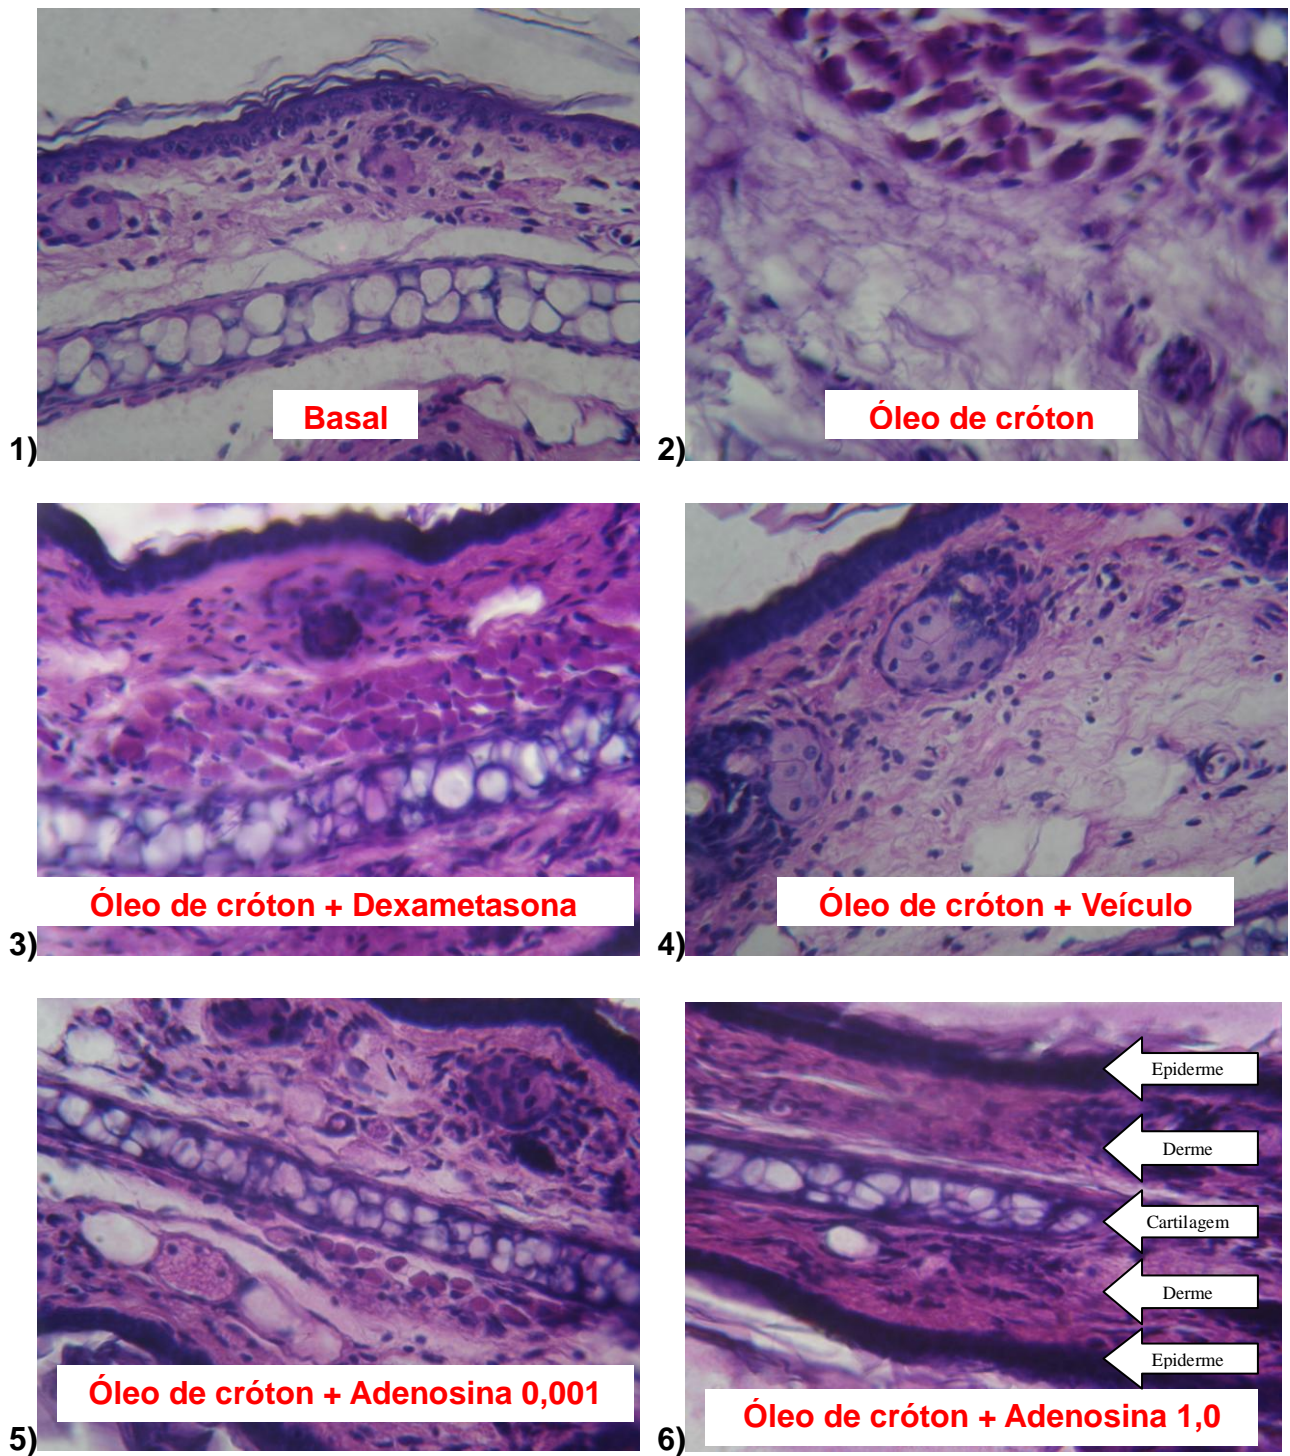 Basal
1)
Óleo de cróton
2)
Óleo de cróton + Dexametasona
3)
Óleo de cróton + Veículo
4)
Óleo de cróton + Adenosina 0,001
5)
Epiderme
Derme
Cartilagem
Derme
Epiderme
Óleo de cróton + Adenosina 1,0
6)